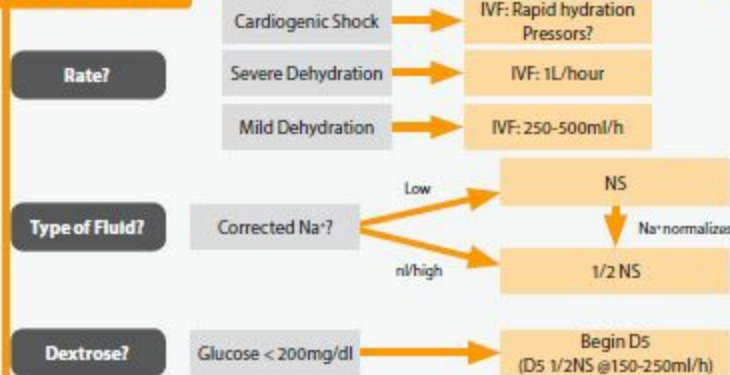 Cardiogenic Shock
IVF: Rapid hydration
Pressors?
Rate?
Severe Dehydration
IVF: 1L/hour
Mild Dehydration
IVF: 250-500ml/h
Type of Fluid?
Corrected Na⁺?
Low
NS
Na⁺ normalizes
nl/high
1/2 NS
Dextrose?
Glucose < 200mg/dl
Begin D5
(D5 1/2NS @150-250ml/h)